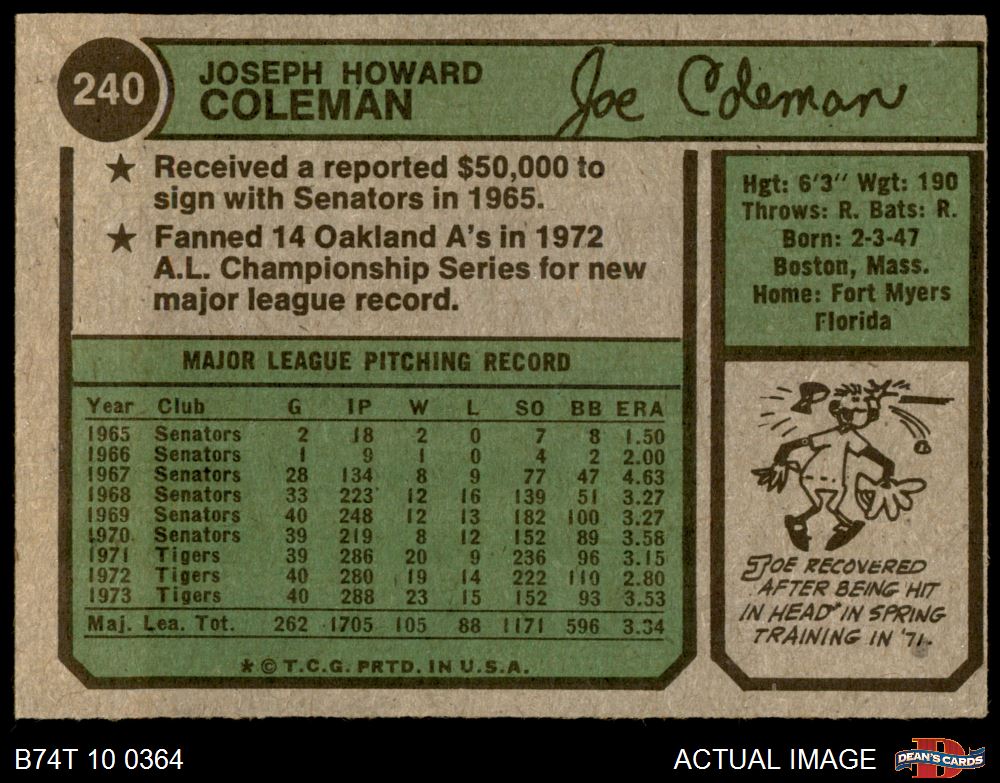 240
JOSEPH HOWARD
COLEMAN
Joe Coleman
★ Received a reported $50,000 to
sign with Senators in 1965.
★ Fanned 14 Oakland A's in 1972
A.L. Championship Series for new
major league record.
MAJOR LEAGUE PITCHING RECORD
Year Club G IP W L SO BB ERA
1965 Senators 2 18 2 0 7 8 1.50
1966 Senators 1 9 1 0 4 2 2.00
1967 Senators 28 134 8 9 77 47 4.63
1968 Senators 33 223 12 16 139 51 3.27
1969 Senators 40 248 12 13 182 100 3.27
1970 Senators 39 219 8 12 152 89 3.58
1971 Tigers 39 286 20 9 236 96 3.15
1972 Tigers 40 280 19 14 222 110 2.80
1973 Tigers 40 288 23 15 152 93 3.53
Maj. Lea. Tot. 262 1705 105 88 1171 596 3.34
* © T.C.G. PRTD. IN U.S.A.
Hgt: 6'3" Wgt: 190
Throws: R. Bats: R.
Born: 2-3-47
Boston, Mass.
Home: Fort Myers
Florida
JOE RECOVERED
AFTER BEING HIT
IN HEAD IN SPRING
TRAINING IN '71.
B74T 10 0364
ACTUAL IMAGE
DEAN'S CARDS